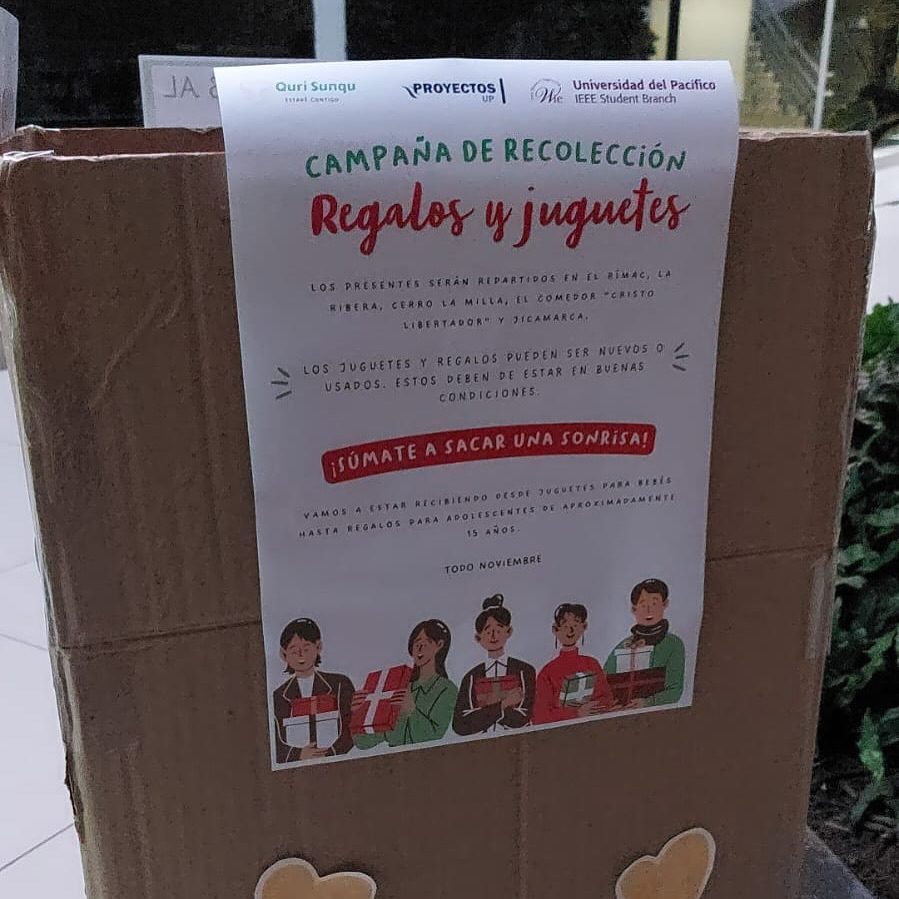 Quri Sunqu
ESTARÉ CONTIGO
PROYECTOS
UP
Wie
Universidad del Pacífico
IEEE Student Branch
CAMPAÑA DE RECOLECCIÓN
Regalos y juguetes
LOS PRESENTES SERÁN REPARTIDOS EN EL RÍMAC, LA
RIBERA, CERRO LA MILLA, EL COMEDOR "CRISTO
LIBERTADOR" Y JICAMARCA.
LOS JUGUETES Y REGALOS PUEDEN SER NUEVOS O
USADOS. ESTOS DEBEN DE ESTAR EN BUENAS
CONDICIONES.
¡SÚMATE A SACAR UNA SONRISA!
VAMOS A ESTAR RECIBIENDO DESDE JUGUETES PARA BEBÉS
HASTA REGALOS PARA ADOLESCENTES DE APROXIMADAMENTE
15 AÑOS.
TODO NOVIEMBRE